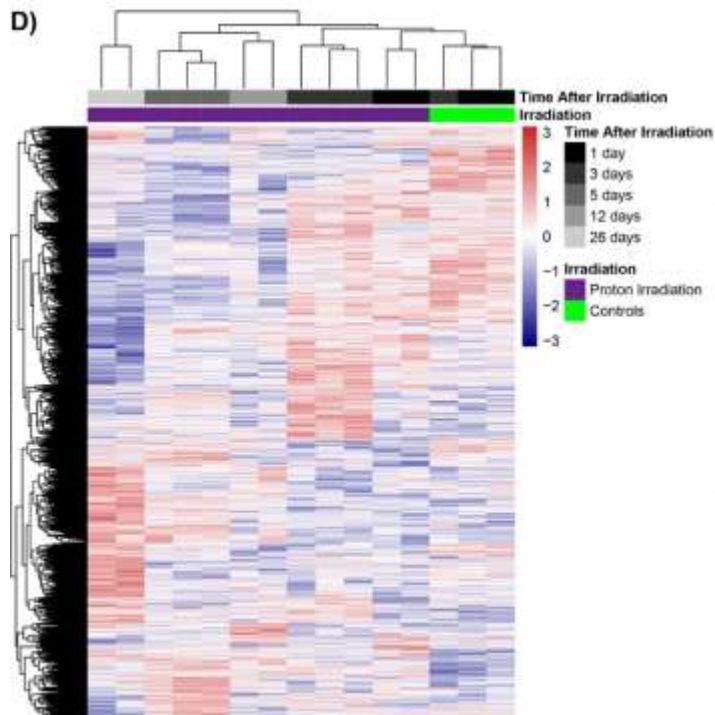 D)
Time After Irradiation
Irradiation
3
2
1
0
−1
−2
−3
Time After Irradiation
1 day
3 days
5 days
12 days
26 days
Irradiation
Proton Irradiation
Controls